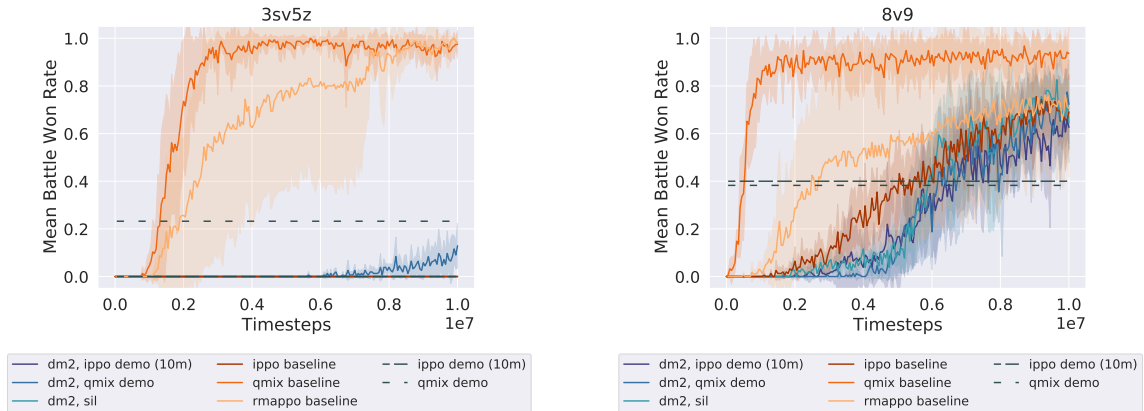 3sv5z
1.0
0.8
0.6
0.4
0.2
0.0
Mean Battle Won Rate
0.0 0.2 0.4 0.6 0.8 1.0
Timesteps 1e7
dm2, ippo demo (10m) ippo baseline ippo demo (10m)
dm2, qmix demo qmix baseline qmix demo
dm2, sil rmappo baseline
8v9
1.0
0.8
0.6
0.4
0.2
0.0
Mean Battle Won Rate
0.0 0.2 0.4 0.6 0.8 1.0
Timesteps 1e7
dm2, ippo demo (10m) ippo baseline ippo demo (10m)
dm2, qmix demo qmix baseline qmix demo
dm2, sil rmappo baseline